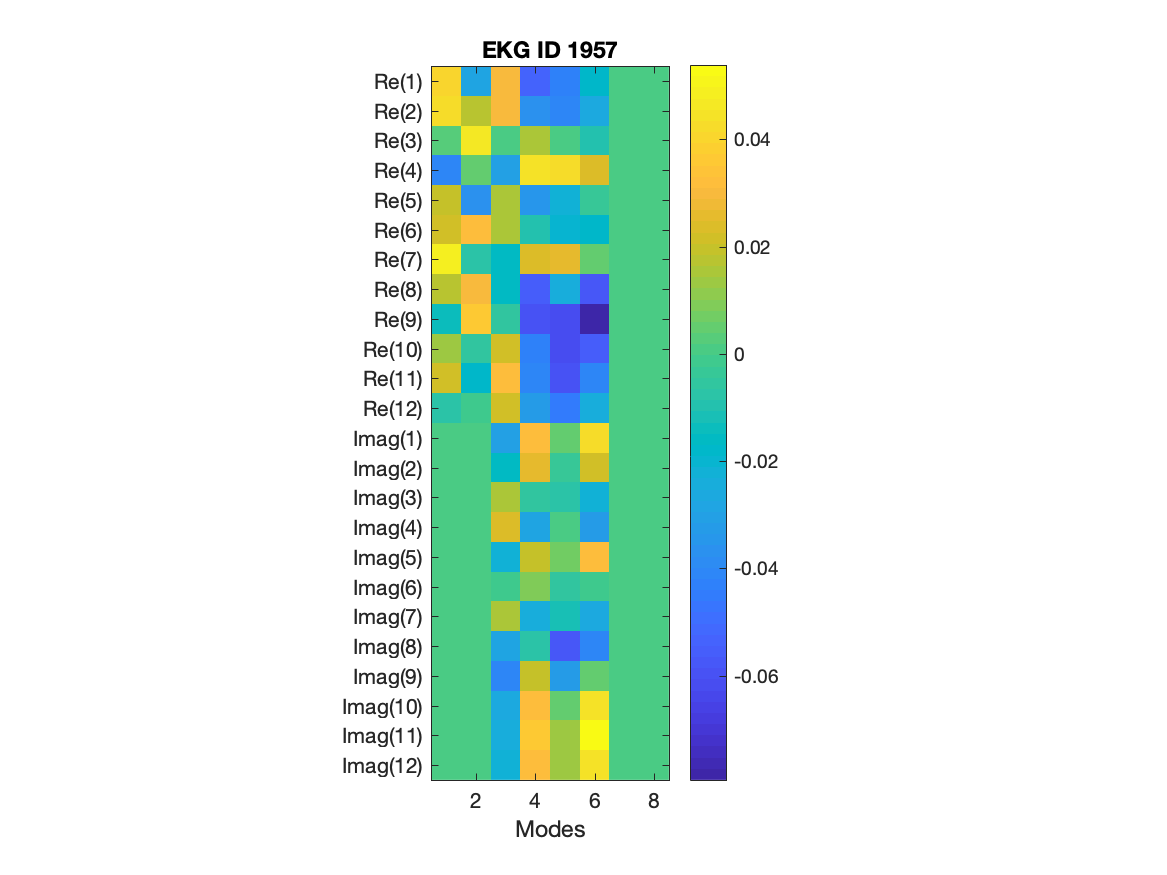 EKG ID 1957
Re(1)
Re(2)
Re(3)
Re(4)
Re(5)
Re(6)
Re(7)
Re(8)
Re(9)
Re(10)
Re(11)
Re(12)
Imag(1)
Imag(2)
Imag(3)
Imag(4)
Imag(5)
Imag(6)
Imag(7)
Imag(8)
Imag(9)
Imag(10)
Imag(11)
Imag(12)
2 4 6 8
Modes
0.04
0.02
0
-0.02
-0.04
-0.06